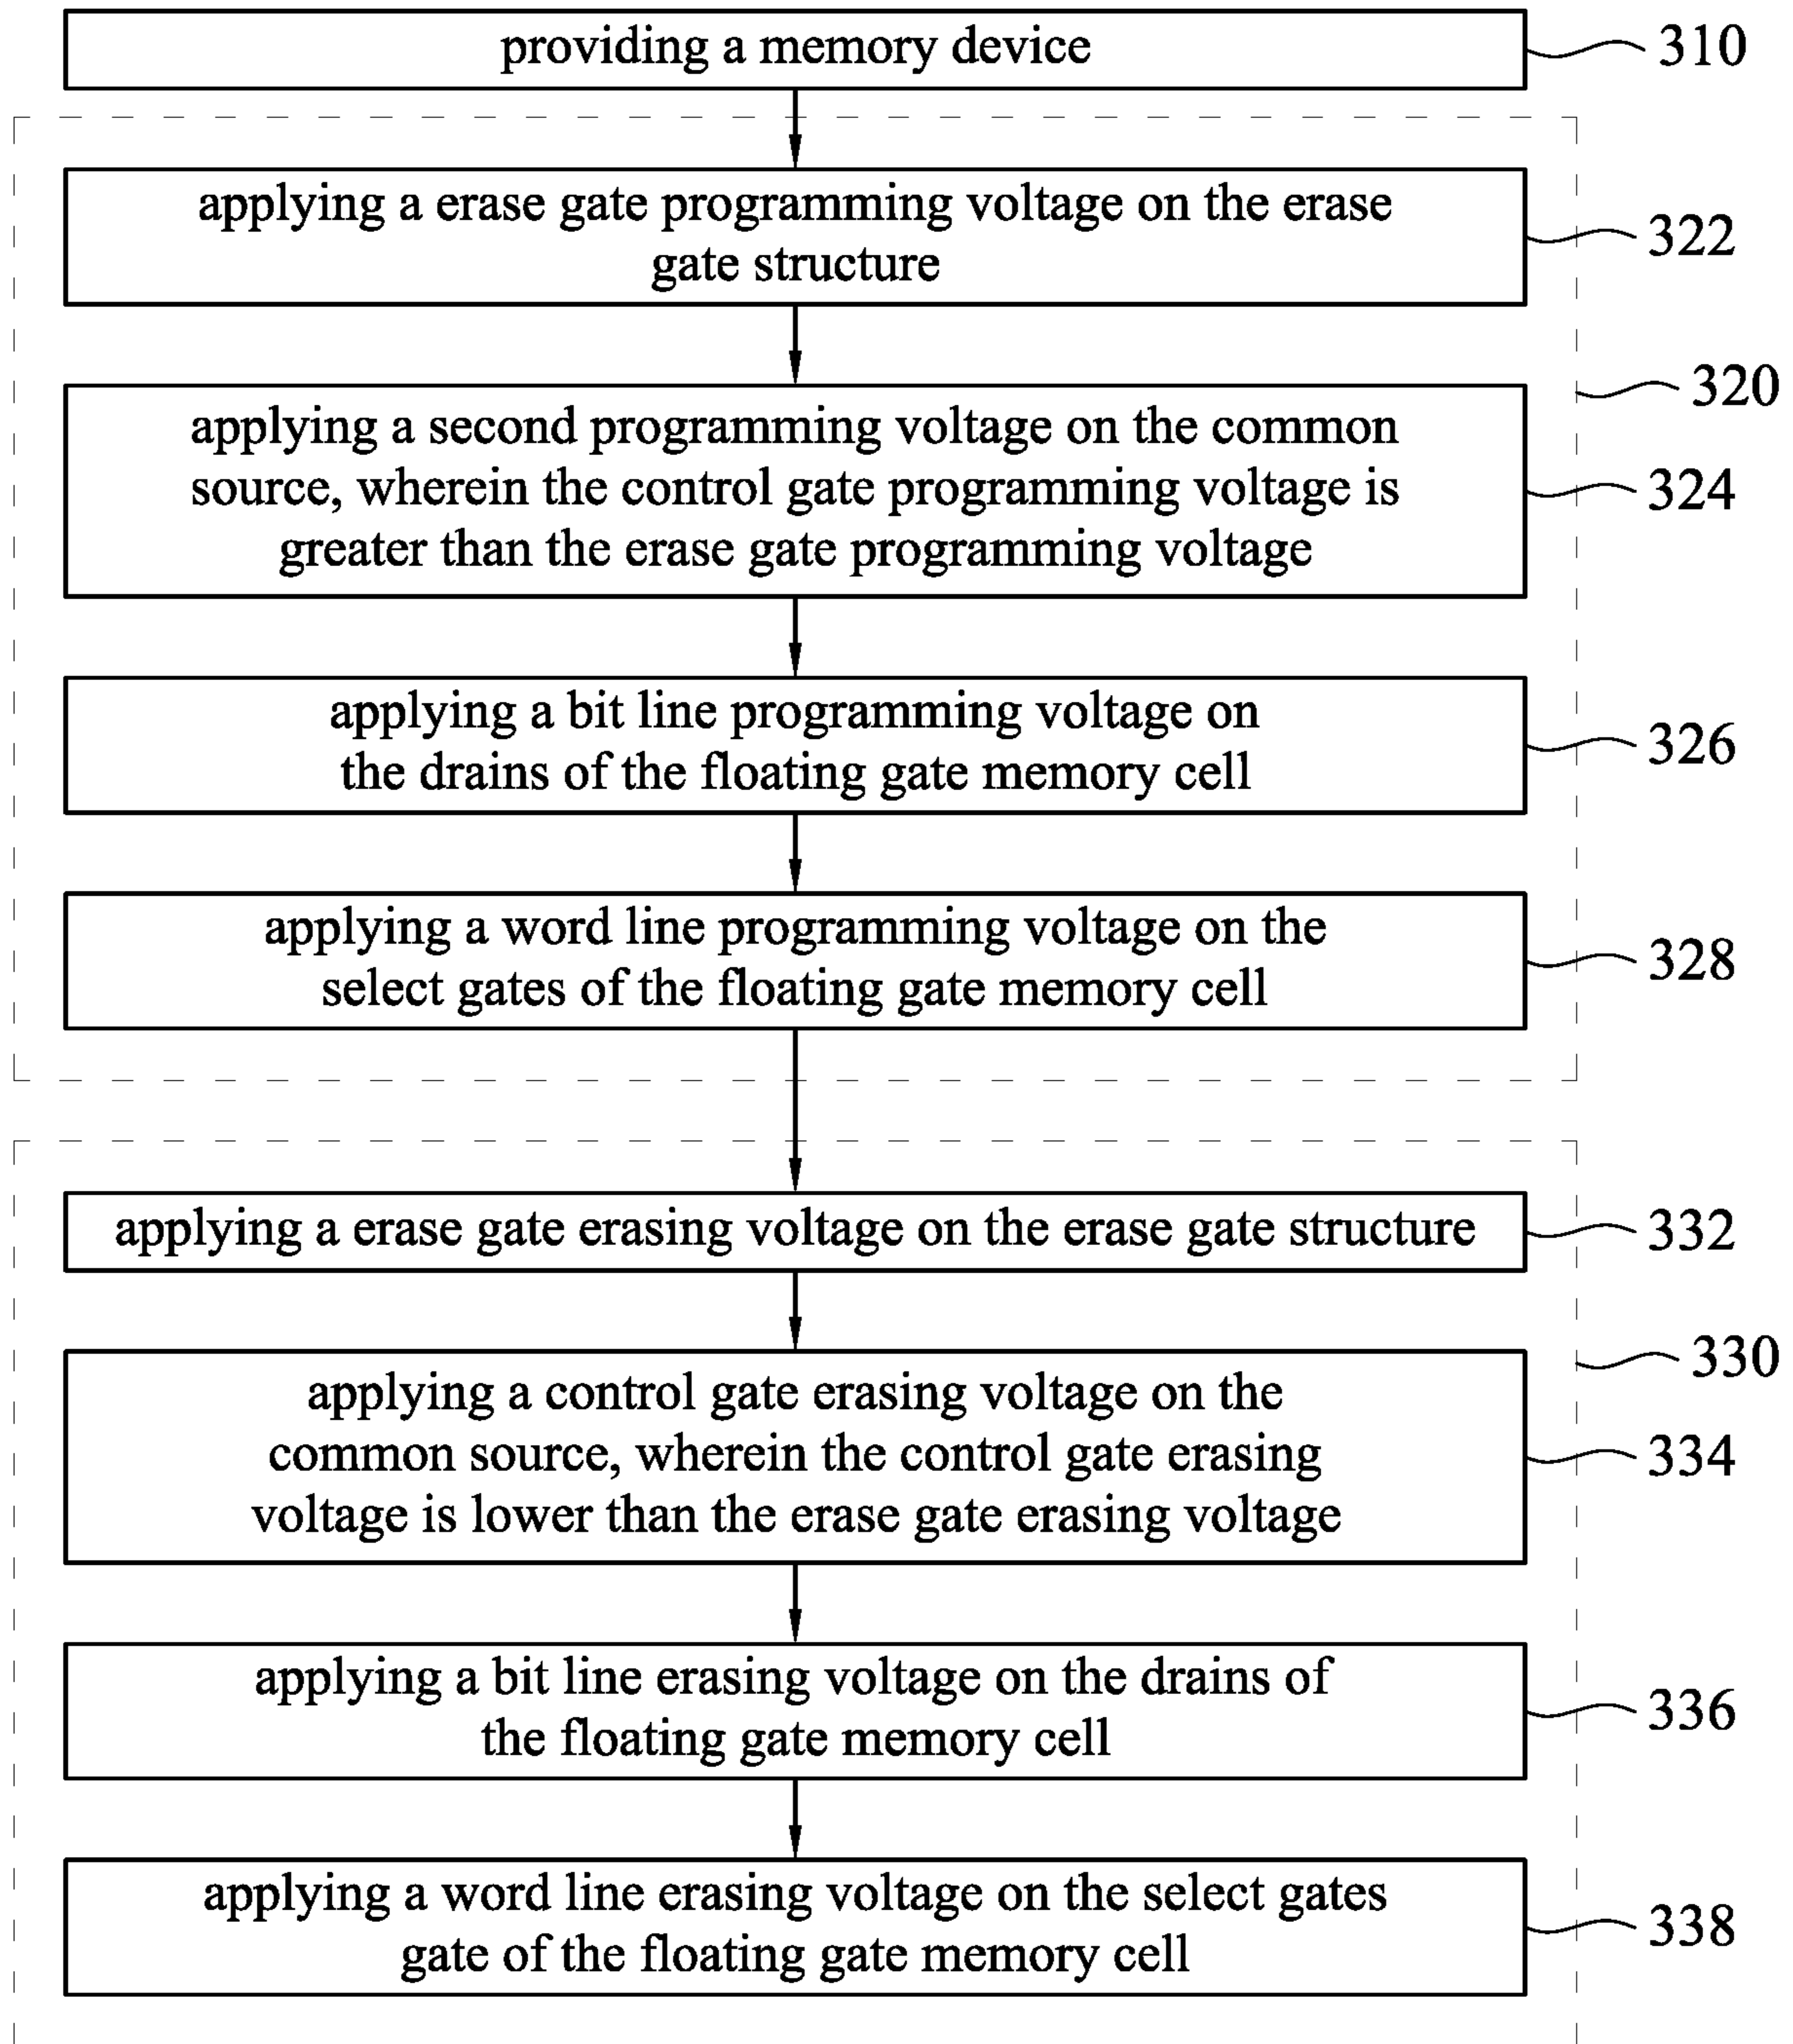 providing a memory device
310
applying a erase gate programming voltage on the erase
gate structure
322
320
applying a second programming voltage on the common
source, wherein the control gate programming voltage is
greater than the erase gate programming voltage
324
applying a bit line programming voltage on
the drains of the floating gate memory cell
326
applying a word line programming voltage on the
select gates of the floating gate memory cell
328
applying a erase gate erasing voltage on the erase gate structure
332
330
applying a control gate erasing voltage on the
common source, wherein the control gate erasing
voltage is lower than the erase gate erasing voltage
334
applying a bit line erasing voltage on the drains of
the floating gate memory cell
336
applying a word line erasing voltage on the select gates
gate of the floating gate memory cell
338